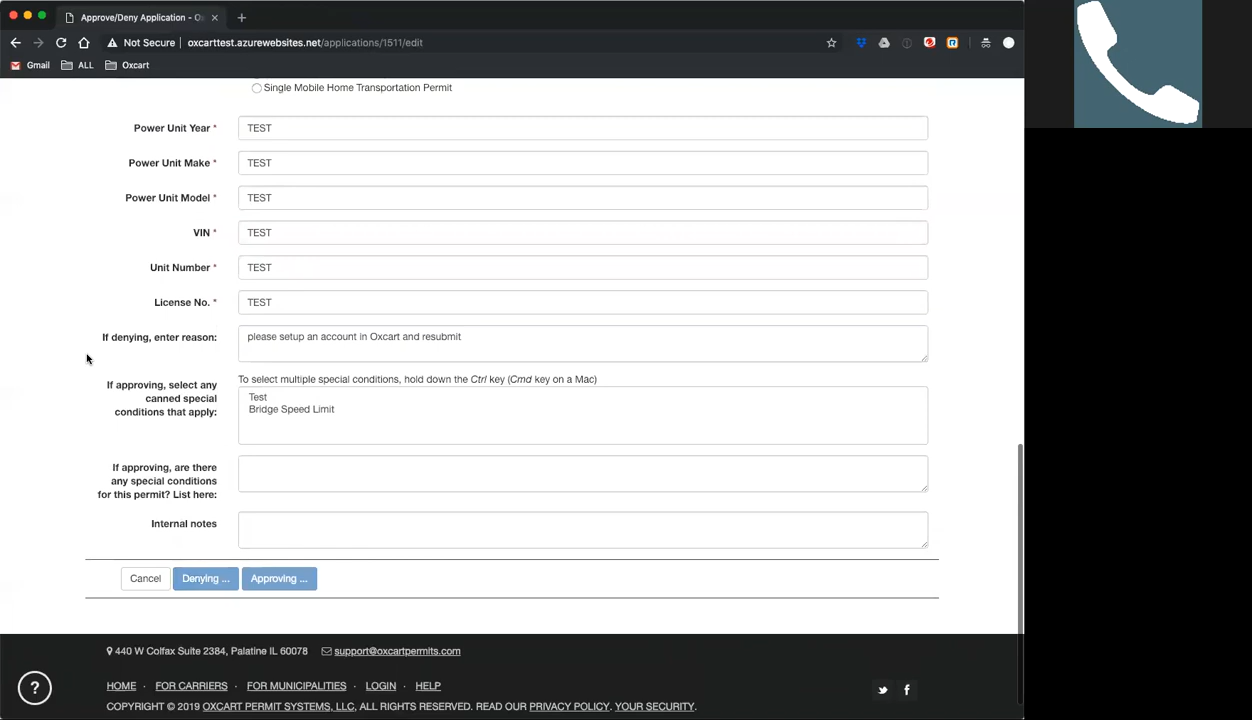 Approve/Deny Application - Ox
Not Secure | oxcarttest.azurewebsites.net/applications/1511/edit
Gmail ALL Oxcart
Single Mobile Home Transportation Permit
Power Unit Year * TEST
Power Unit Make * TEST
Power Unit Model * TEST
VIN * TEST
Unit Number * TEST
License No. * TEST
If denying, enter reason: please setup an account in Oxcart and resubmit
To select multiple special conditions, hold down the Ctrl key (Cmd key on a Mac)
If approving, select any
canned special
conditions that apply:
Test
Bridge Speed Limit
If approving, are there
any special conditions
for this permit? List here:
Internal notes
Cancel Denying ... Approving ...
440 W Colfax Suite 2384, Palatine IL 60078 support@oxcartpermits.com
?
HOME · FOR CARRIERS · FOR MUNICIPALITIES · LOGIN · HELP
COPYRIGHT © 2019 OXCART PERMIT SYSTEMS, LLC, ALL RIGHTS RESERVED. READ OUR PRIVACY POLICY. YOUR SECURITY.